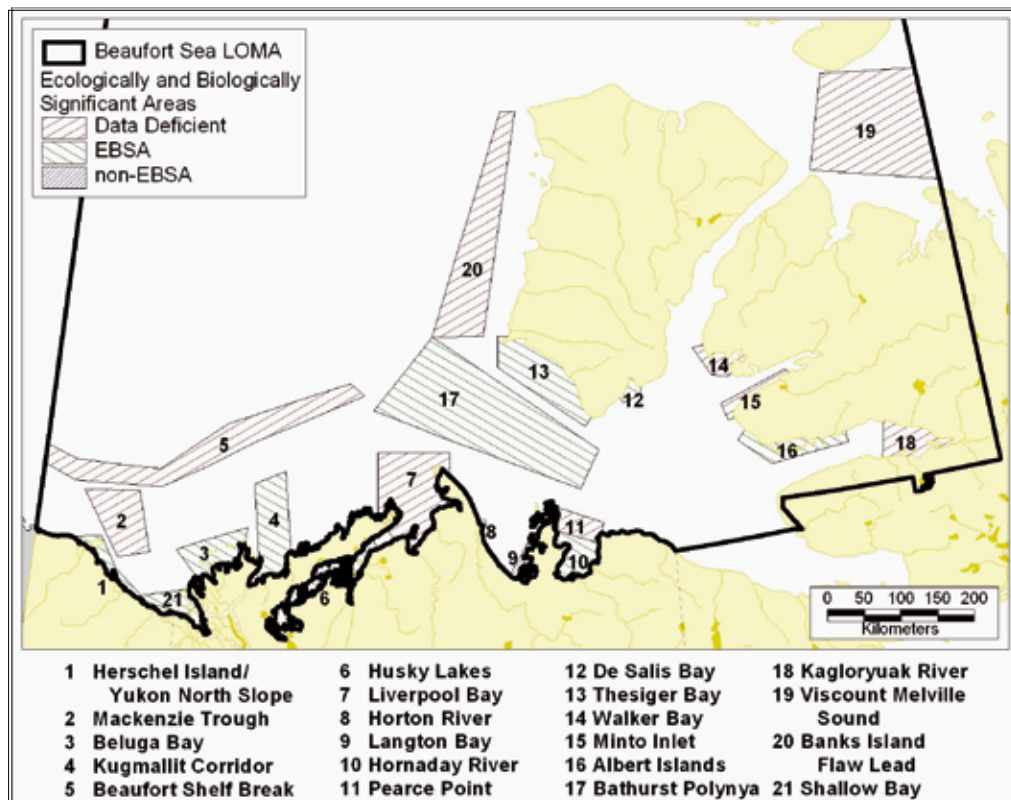 Beaufort Sea LOMA
Ecologically and Biologically
Significant Areas
Data Deficient
EBSA
non-EBSA
19
20
14
13
12
15
17
16
18
5
7
2
4
11
8
3
9
10
1
21
6
0 50 100 150 200
Kilometers
1 Herschel Island/
Yukon North Slope
2 Mackenzie Trough
3 Beluga Bay
4 Kugmallit Corridor
5 Beaufort Shelf Break
6 Husky Lakes
7 Liverpool Bay
8 Horton River
9 Langton Bay
10 Hornaday River
11 Pearce Point
12 De Salis Bay
13 Thesiger Bay
14 Walker Bay
15 Minto Inlet
16 Albert Islands
17 Bathurst Polynya
18 Kagloryuak River
19 Viscount Melville
Sound
20 Banks Island
Flaw Lead
21 Shallow Bay